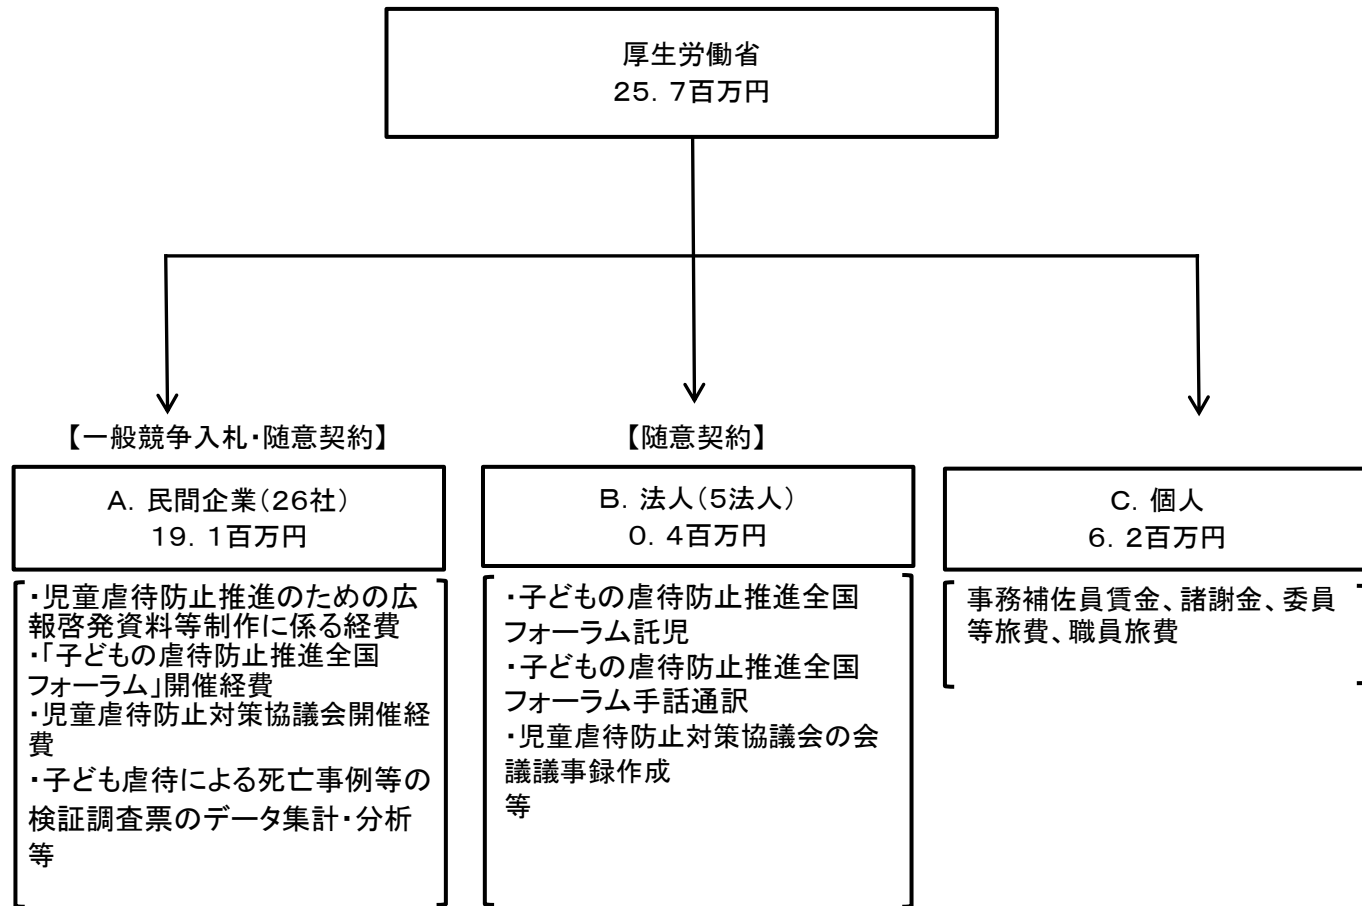 厚生労働省
25．7百万円
【一般競争入札・随意契約】
A．民間企業（26社）
19．1百万円
・児童虐待防止推進のための広
報啓発資料等制作に係る経費
・「子どもの虐待防止推進全国
フォーラム」開催経費
・児童虐待防止対策協議会開催経
費
・子ども虐待による死亡事例等の
検証調査票のデータ集計・分析
等
【随意契約】
B．法人（5法人）
0．4百万円
・子どもの虐待防止推進全国
フォーラム託児
・子どもの虐待防止推進全国
フォーラム手話通訳
・児童虐待防止対策協議会の会
議議事録作成
等
C．個人
6．2百万円
事務補佐員賃金、諸謝金、委員
等旅費、職員旅費